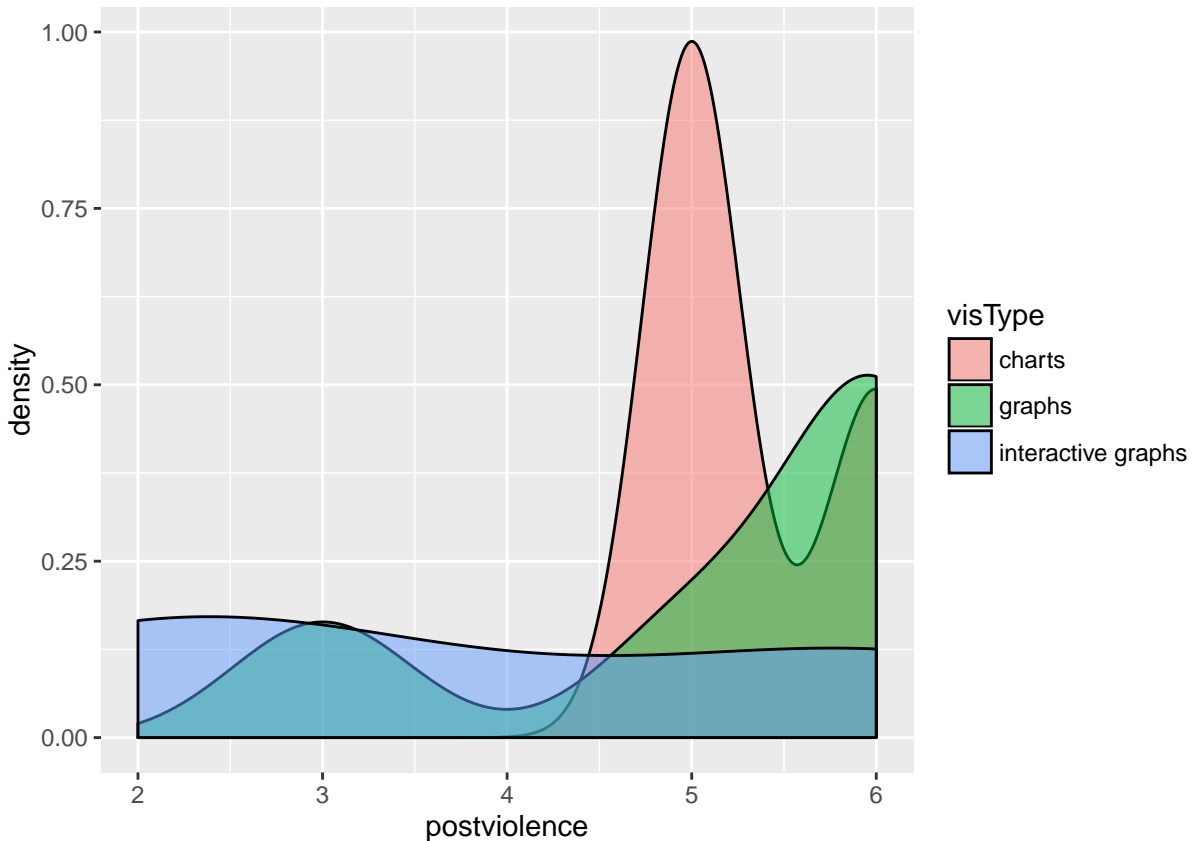 1.00
0.75
0.50
0.25
0.00
density
2 3 4 5 6
postviolence
visType
charts
graphs
interactive graphs